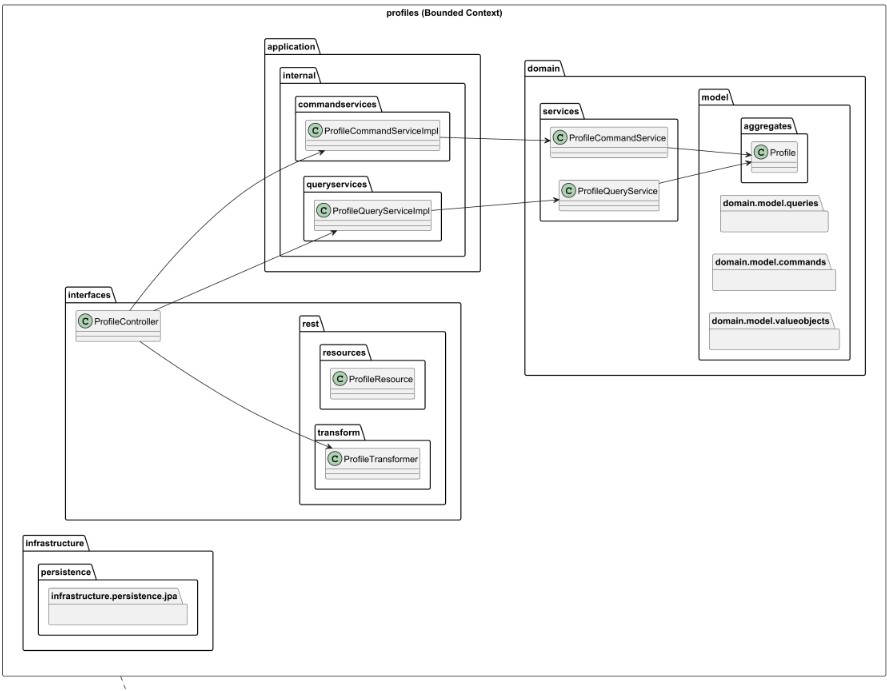 profiles (Bounded Context)
application
internal
commandservices
C ProfileCommandServiceImpl
queryservices
C ProfileQueryServiceImpl
domain
services
C ProfileCommandService
C ProfileQueryService
model
aggregates
C Profile
domain.model.queries
domain.model.commands
domain.model.valueobjects
interfaces
C ProfileController
rest
resources
C ProfileResource
transform
C ProfileTransformer
infrastructure
persistence
infrastructure.persistence.jpa